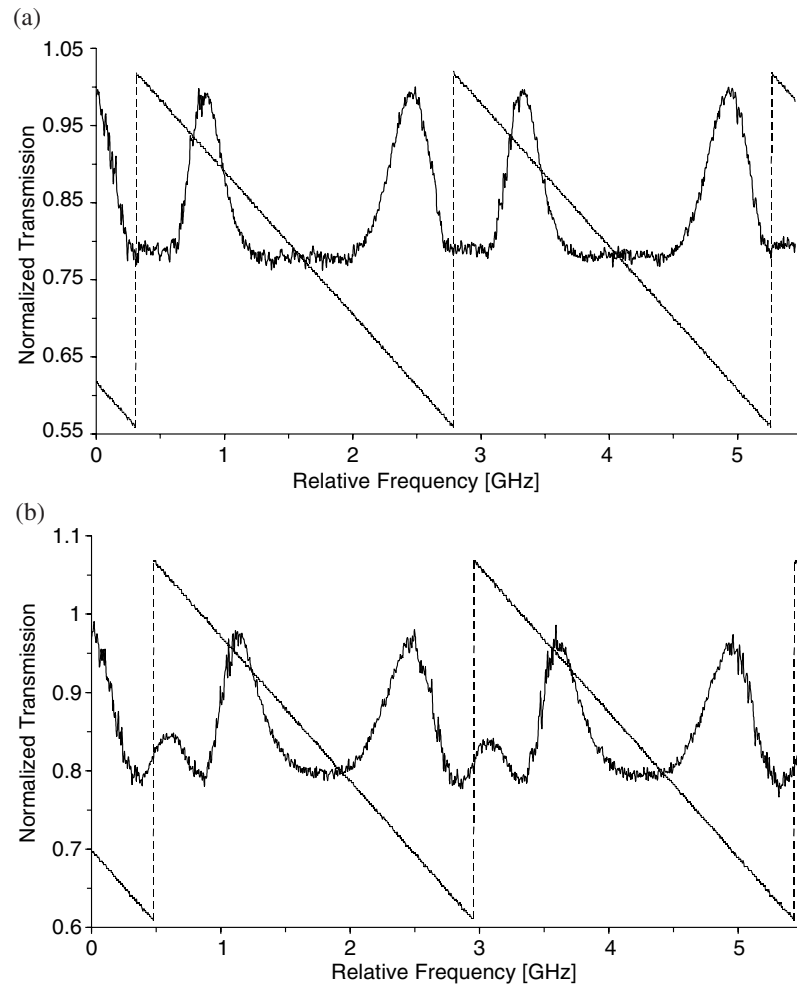 (a)
1.05
0.95
0.85
0.75
0.65
0.55
Normalized Transmission
0 1 2 3 4 5
Relative Frequency [GHz]
(b)
1.1
1
0.9
0.8
0.7
0.6
Normalized Transmission
0 1 2 3 4 5
Relative Frequency [GHz]